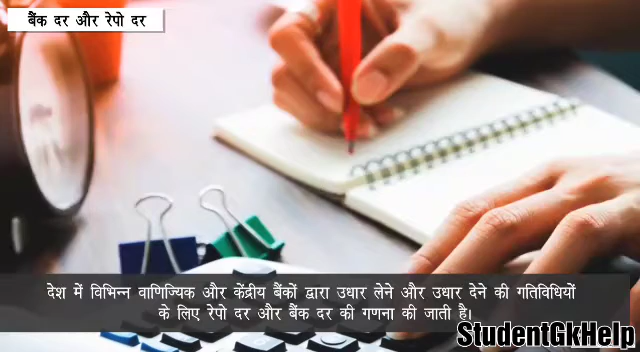 बैंक दर और रेपो दर
देश में विभिन्न वाणिज्यिक और केंद्रीय बैंकों द्वारा उधार लेने और उधार देने की गतिविधियों
के लिए रेपो दर और बैंक दर की गणना की जाती है।
StudentGkHelp